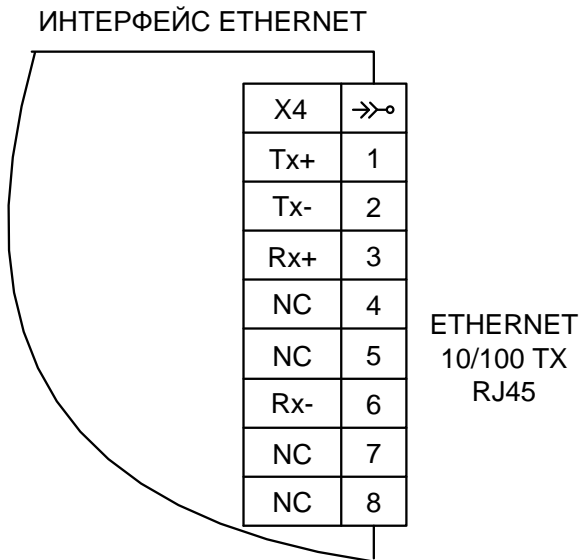 ИНТЕРФЕЙС ETHERNET
X4
Tx+ 1
Tx- 2
Rx+ 3
NC 4
NC 5
Rx- 6
NC 7
NC 8
ETHERNET
10/100 TX
RJ45